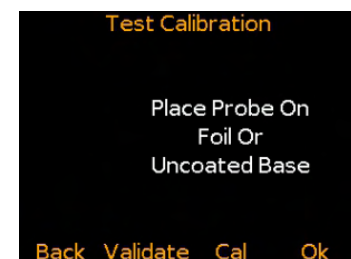 Test Calibration
Place Probe On
Foil Or
Uncoated Base
Back Validate Cal Ok